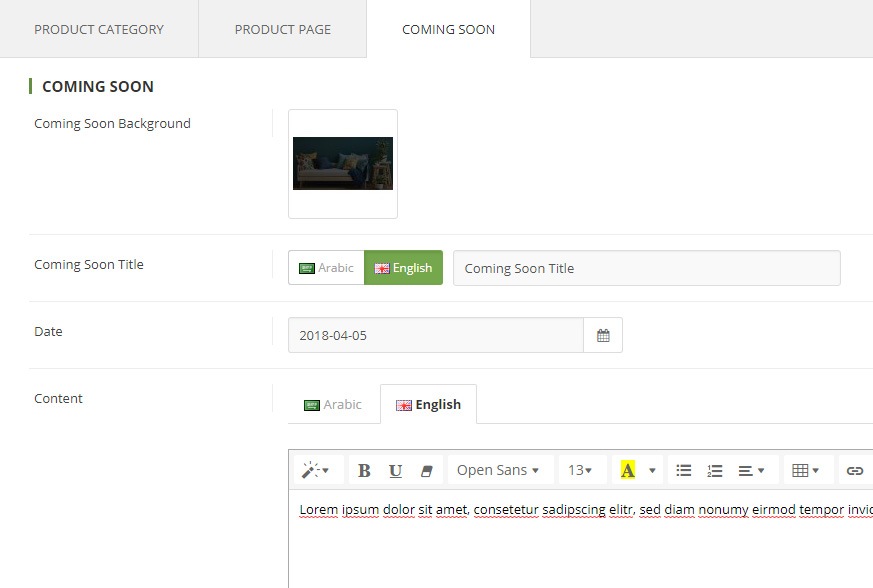 PRODUCT CATEGORY PRODUCT PAGE COMING SOON
COMING SOON
Coming Soon Background
Coming Soon Title Arabic English Coming Soon Title
Date 2018-04-05
Content Arabic English
B U Open Sans 13 A
Lorem ipsum dolor sit amet, consetetur sadipscing elitr, sed diam nonumy eirmod tempor